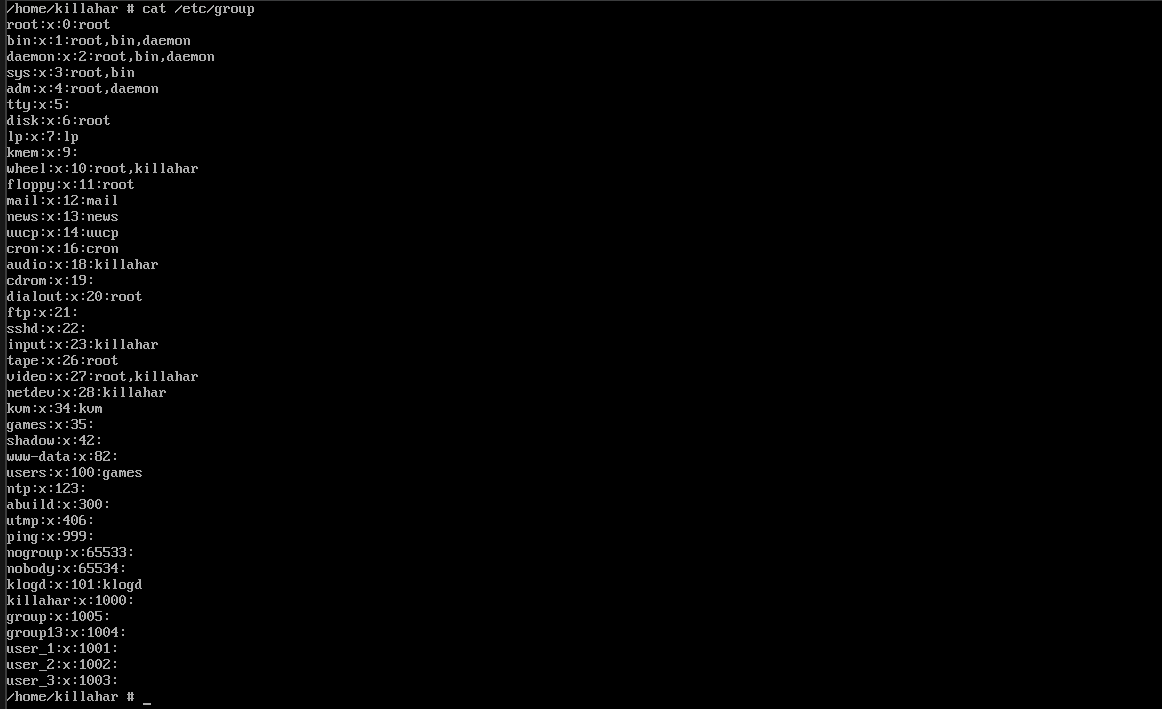 /home/killahar # cat /etc/group
root:x:0:root
bin:x:1:root,bin,daemon
daemon:x:2:root,bin,daemon
sys:x:3:root,bin
adm:x:4:root,daemon
tty:x:5:
disk:x:6:root
lp:x:7:lp
kmem:x:9:
wheel:x:10:root,killahar
floppy:x:11:root
mail:x:12:mail
news:x:13:news
uucp:x:14:uucp
cron:x:16:cron
audio:x:18:killahar
cdrom:x:19:
dialout:x:20:root
ftp:x:21:
sshd:x:22:
input:x:23:killahar
tape:x:26:root
video:x:27:root,killahar
netdev:x:28:killahar
kvm:x:34:kvm
games:x:35:
shadow:x:42:
www-data:x:82:
users:x:100:games
ntp:x:123:
abuild:x:300:
utmp:x:406:
ping:x:999:
nogroup:x:65533:
nobody:x:65534:
klogd:x:101:klogd
killahar:x:1000:
group:x:1005:
group13:x:1004:
user_1:x:1001:
user_2:x:1002:
user_3:x:1003:
/home/killahar # _